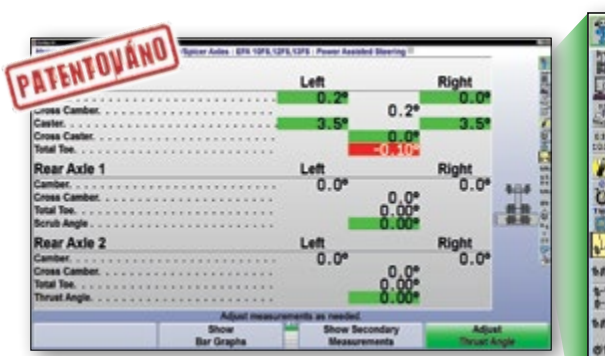 /Spicer Axles : EFA 10F5,12F5,13F5 : Power Assisted Steering
PATENTOVÁNO
Left Right
0.2° 0.0°
Cross Camber. 0.2°
Caster. 3.5° 3.5°
Cross Caster. 0.0°
Total Toe. -0.10°
Rear Axle 1 Left Right
Camber. 0.0° 0.0°
Cross Camber. 0.0°
Total Toe. 0.00°
Scrub Angle 0.00°
Rear Axle 2 Left Right
Camber. 0.0° 0.0°
Cross Camber. 0.0°
Total Toe. 0.00°
Thrust Angle. 0.00°
Adjust measurements as needed.
Show Bar Graphs
Show Secondary Measurements
Adjust Thrust Angle